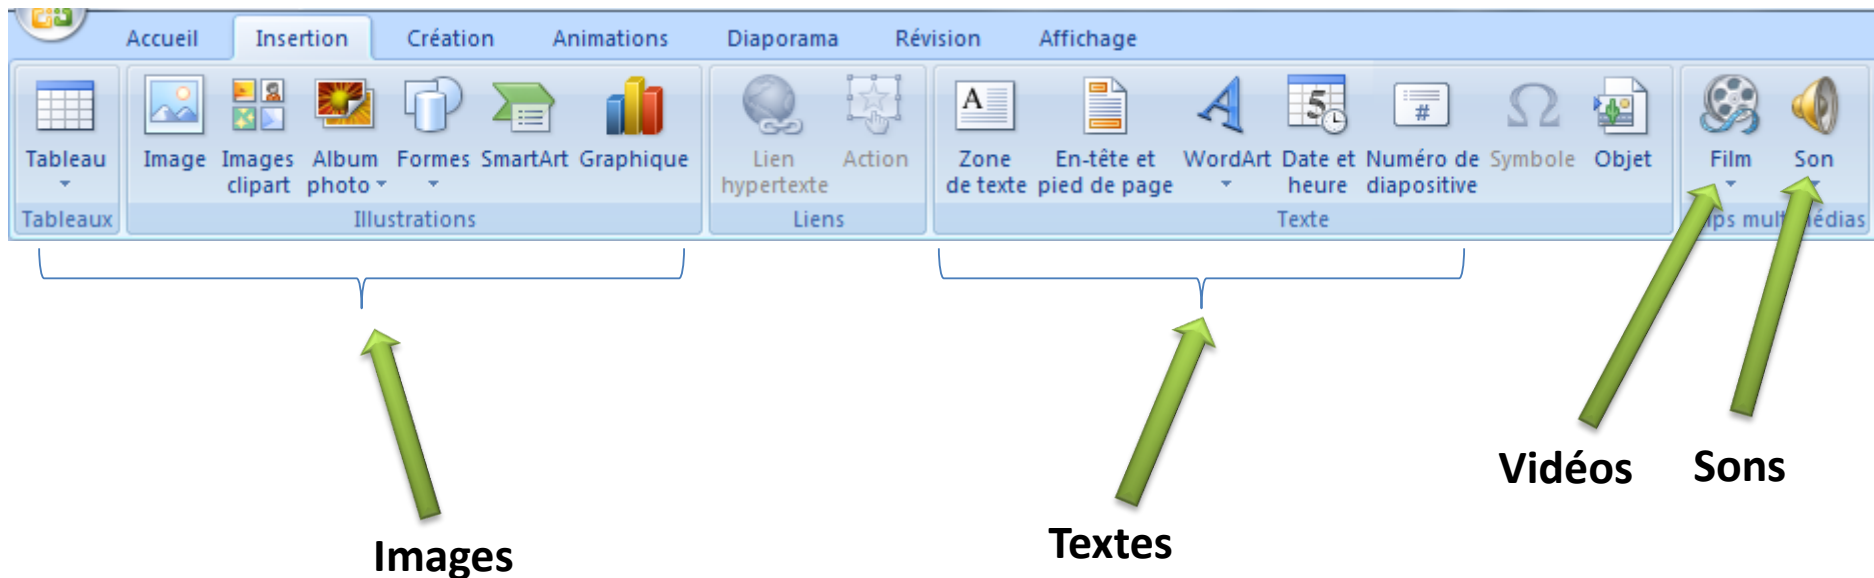 Accueil Insertion Création Animations Diaporama Révision Affichage
Tableau Image Images Album Formes SmartArt Graphique Lien Action Zone En-tête et WordArt Date et Numéro de Symbole Objet Film Son
clipart photo hypertexte de texte pied de page heure diapositive
Tableaux Illustrations Liens Texte
A 5 # Ω
Vidéos Sons
Textes
Images